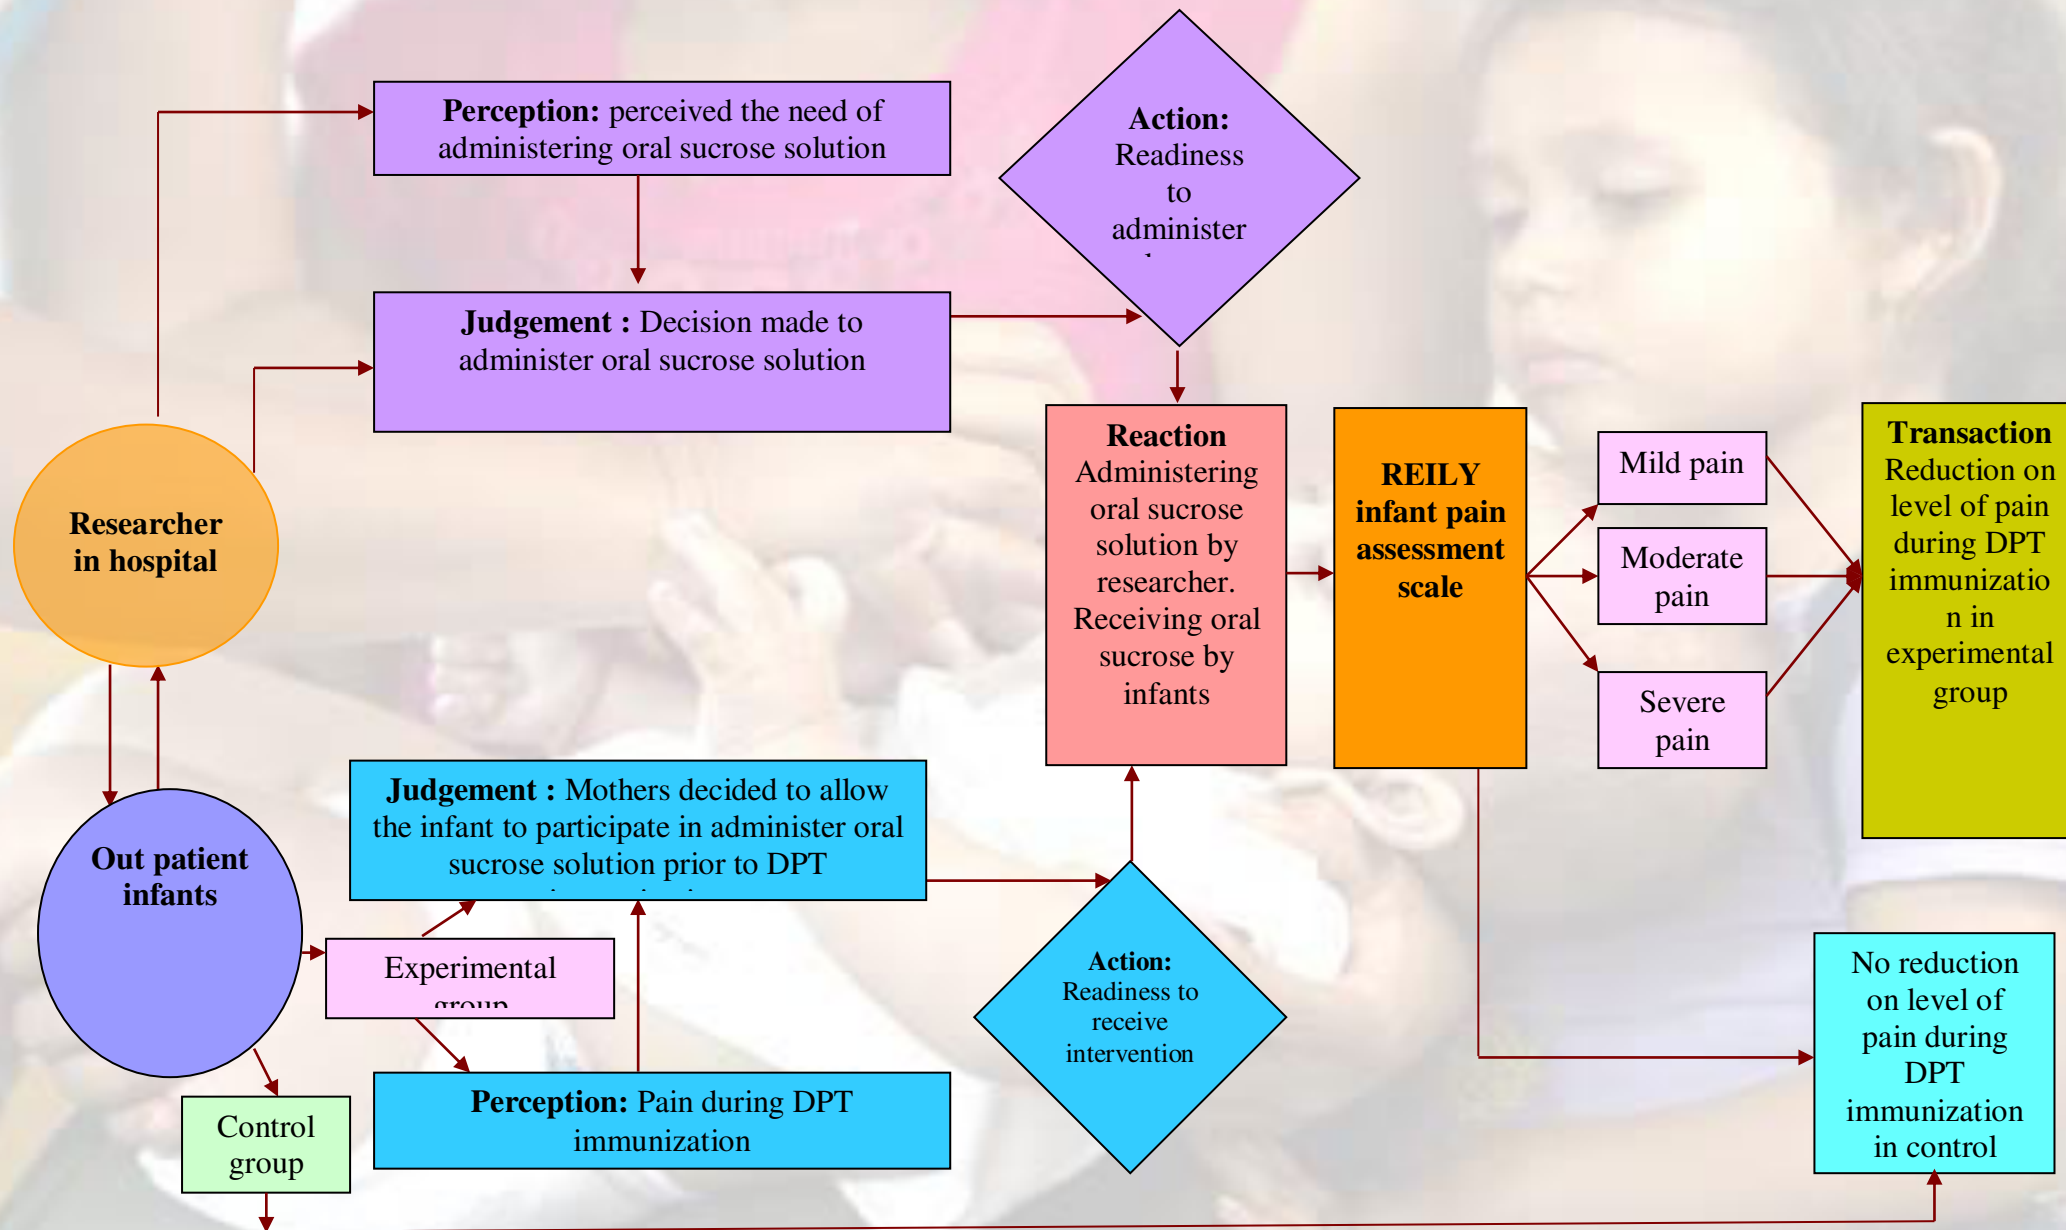 Perception: perceived the need of
administering oral sucrose solution
Action:
Readiness
to
administer
Judgement : Decision made to
administer oral sucrose solution
Researcher
in hospital
Reaction
Administering
oral sucrose
solution by
researcher.
Receiving oral
sucrose by
infants
REILY
infant pain
assessment
scale
Mild pain
Moderate
pain
Severe
pain
Transaction
Reduction on
level of pain
during DPT
immunizatio
n in
experimental
group
Out patient
infants
Judgement : Mothers decided to allow
the infant to participate in administer oral
sucrose solution prior to DPT
Experimental
group
Action:
Readiness to
receive
intervention
Perception: Pain during DPT
immunization
Control
group
No reduction
on level of
pain during
DPT
immunization
in control